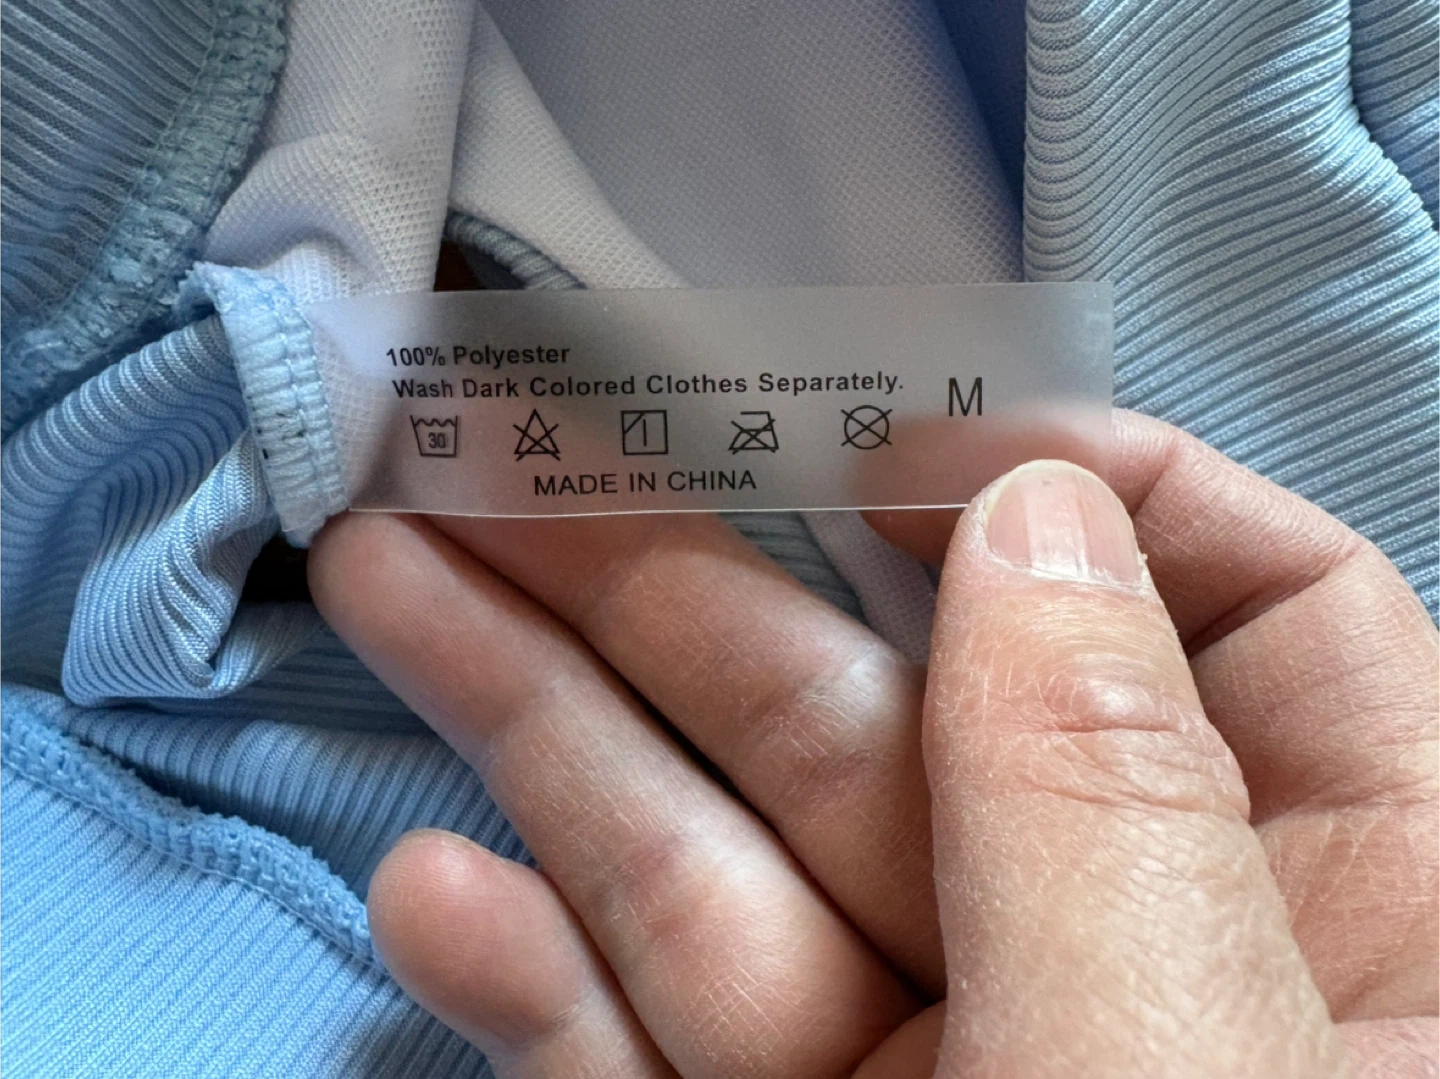 100% Polyester
Wash Dark Colored Clothes Separately.
M
30
MADE IN CHINA